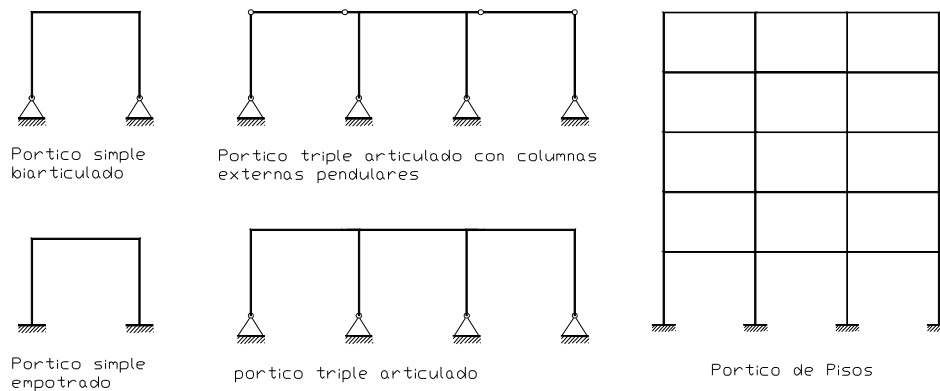 Portico simple
biarticulado
Portico triple articulado con columnas
externas pendulares
Portico simple
empotrado
portico triple articulado
Portico de Pisos